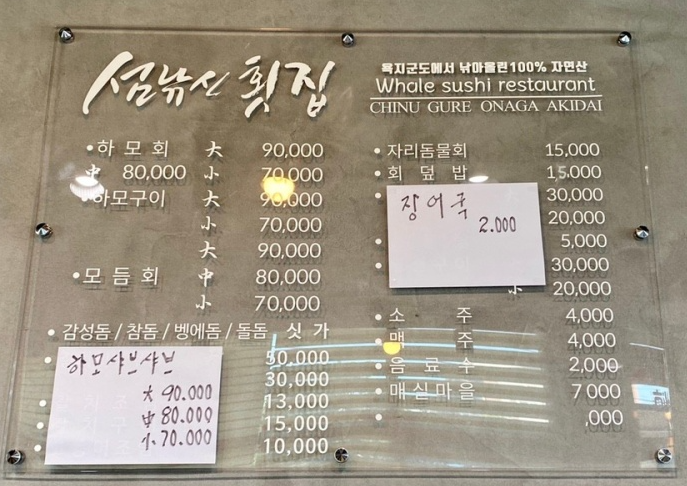 섬낚시 횟집
욕지군도에서 낚아올린 100% 자연산
Whale sushi restaurant
CHINU GURE ONAGA AKIDAI
• 하모회 大 90,000
中 80,000 小 70,000
• 하모구이 大 90,000
小 70,000
大 90,000
• 모듬회 中 80,000
小 70,000
• 감성돔 / 참돔 / 벵에돔 / 돌돔 싯가
하모샤브샤브
大 90.000
中 80.000
小 70.000
50,000
30,000
13,000
15,000
10,000
• 자리돔물회 15,000
• 회덮밥 15,000
장어국
2.000
30,000
20,000
5,000
30,000
小 20,000
• 소주 4,000
• 맥주 4,000
• 음료수 2,000
• 매실마을 7 000
,000